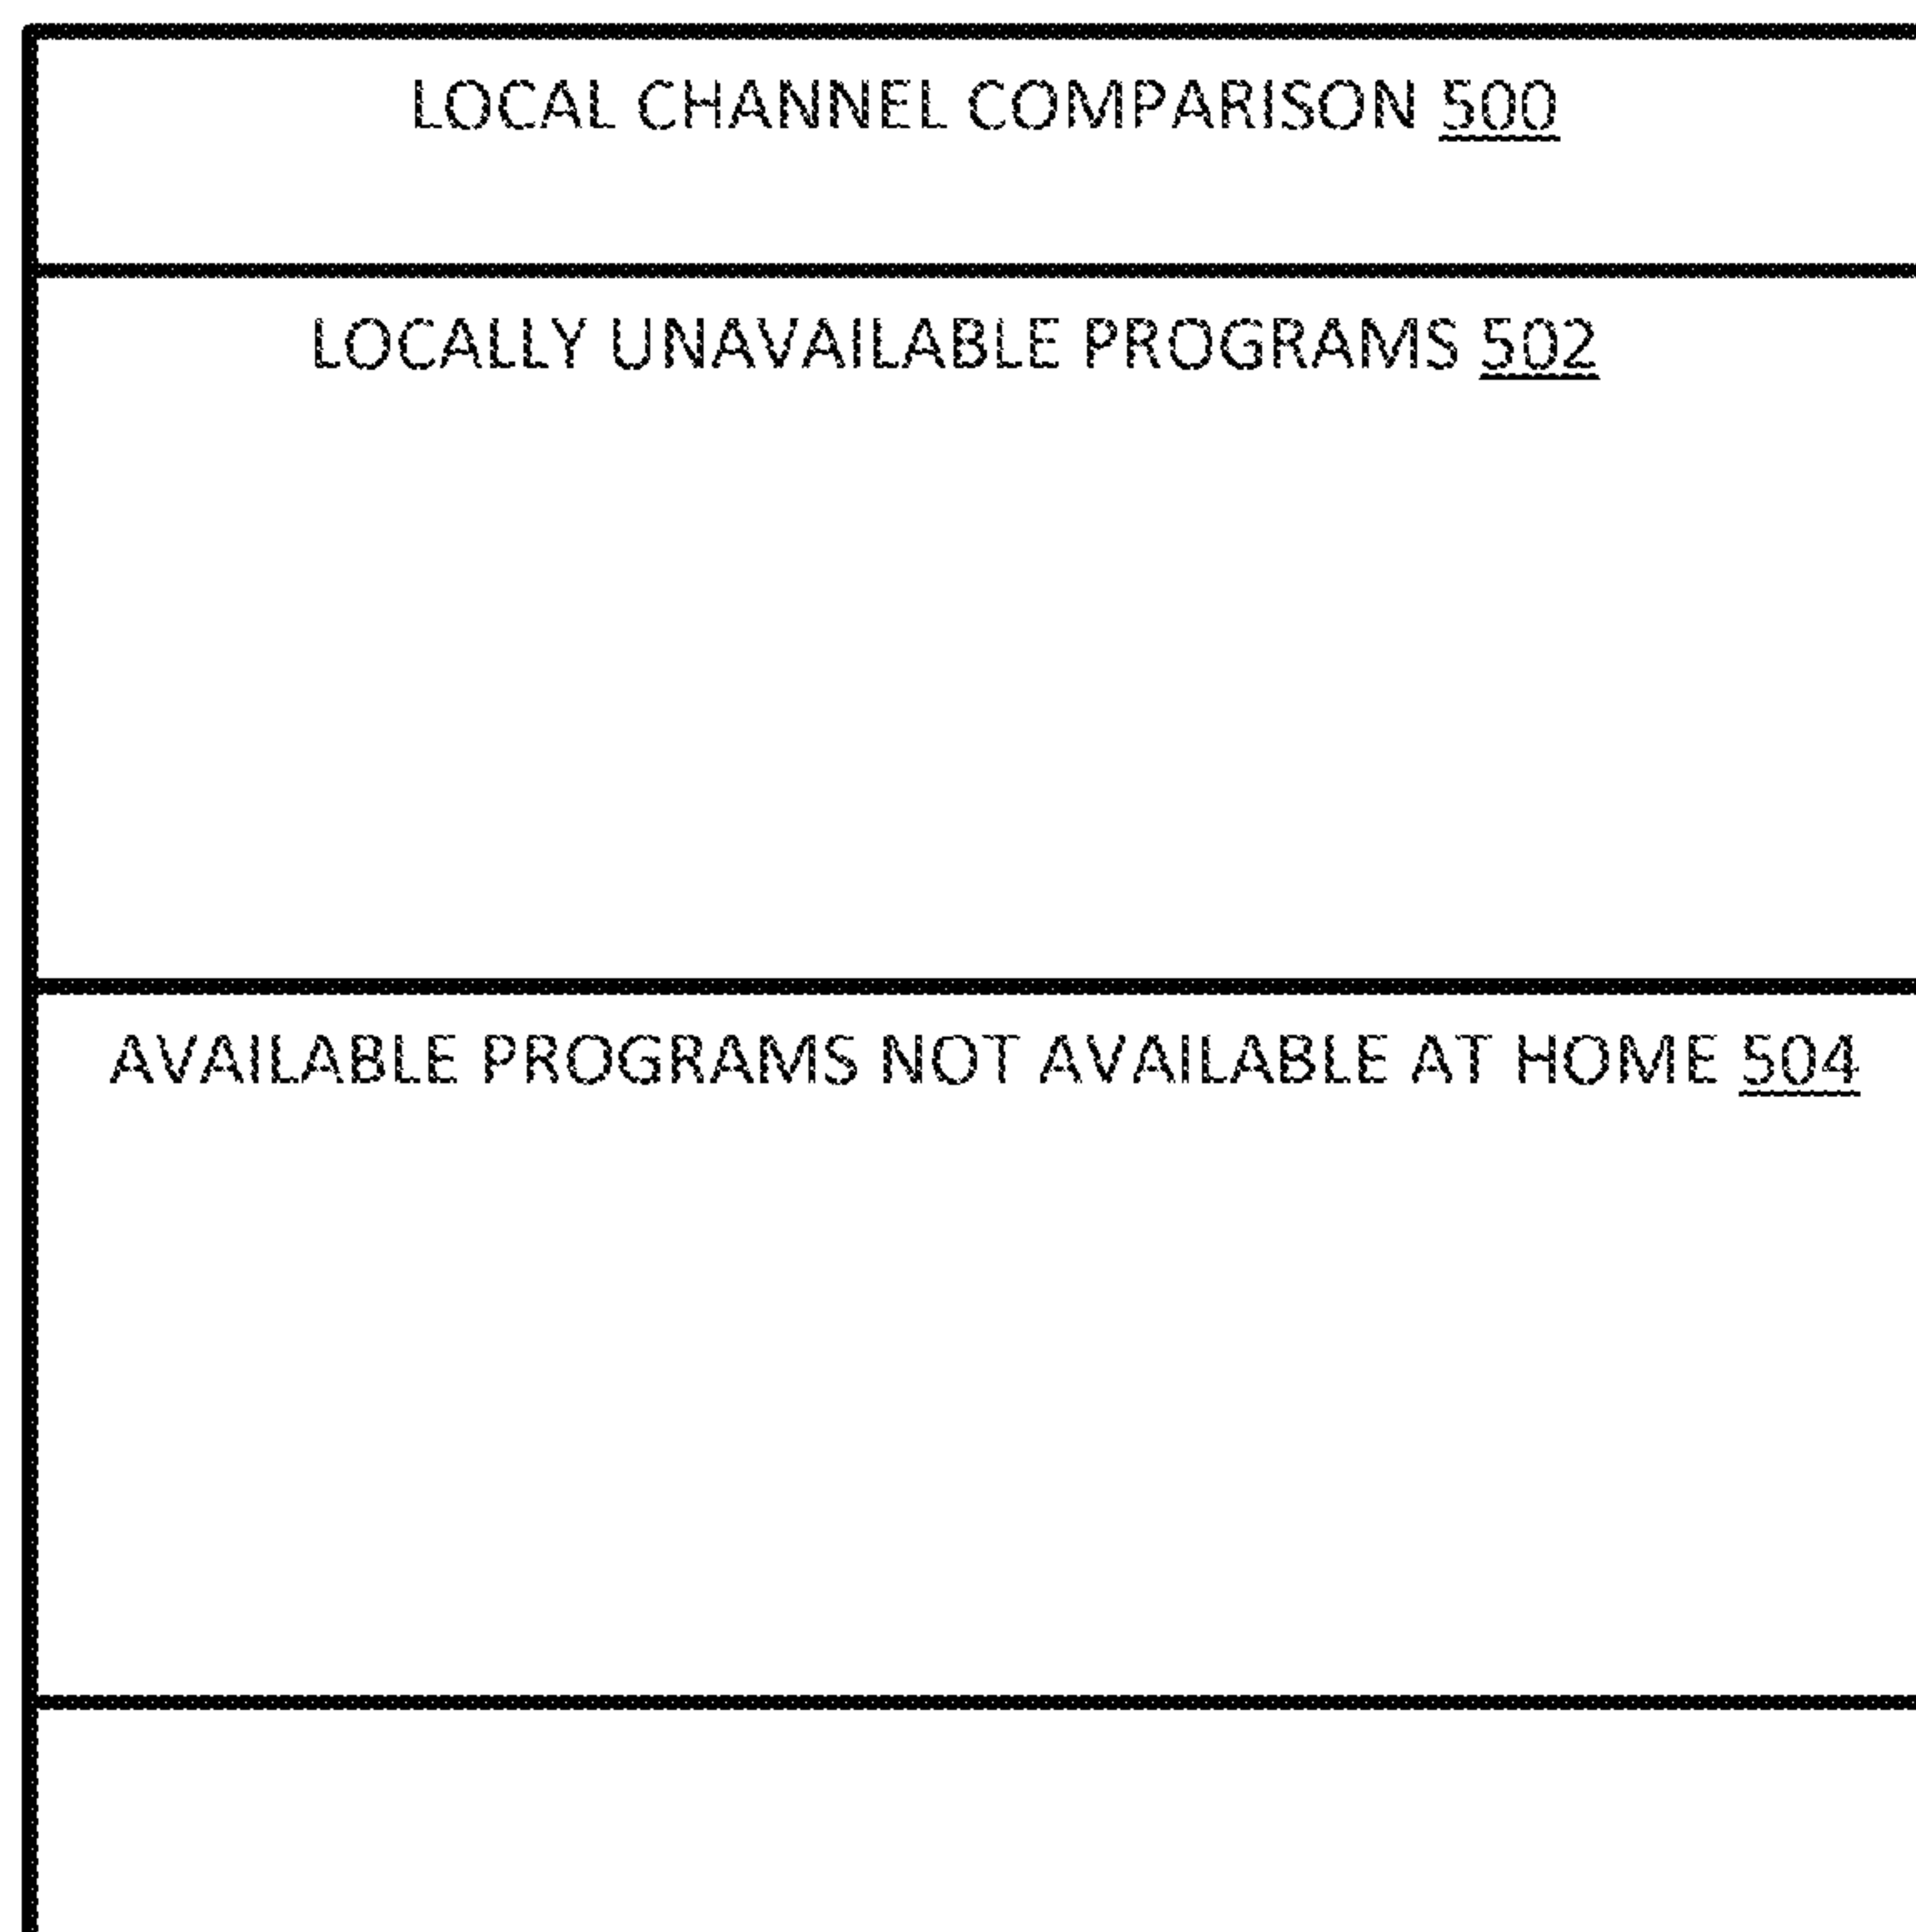 LOCAL CHANNEL COMPARISON 500
LOCALLY UNAVAILABLE PROGRAMS 502
AVAILABLE PROGRAMS NOT AVAILABLE AT HOME 504